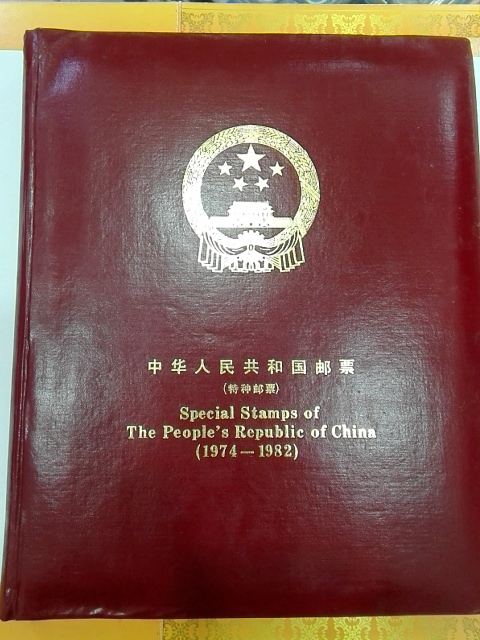 中华人民共和国邮票
(特种邮票)
Special Stamps of
The People's Republic of China
(1974—1982)